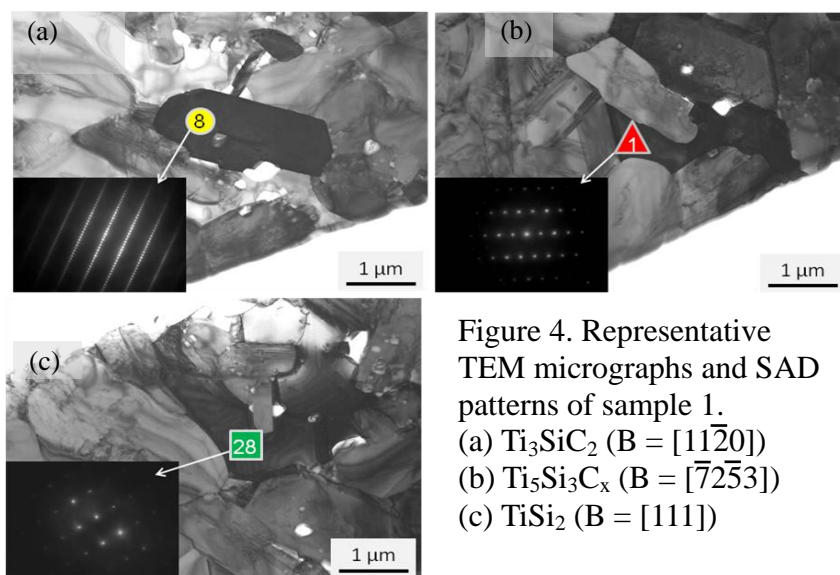 (a)
8
1 µm
(b)
1
1 µm
(c)
28
1 µm
Figure 4. Representative
TEM micrographs and SAD
patterns of sample 1.
(a) Ti₃SiC₂ (B = [112̅0])
(b) Ti₅Si₃Cₓ (B = [7̅25̅3])
(c) TiSi₂ (B = [111])